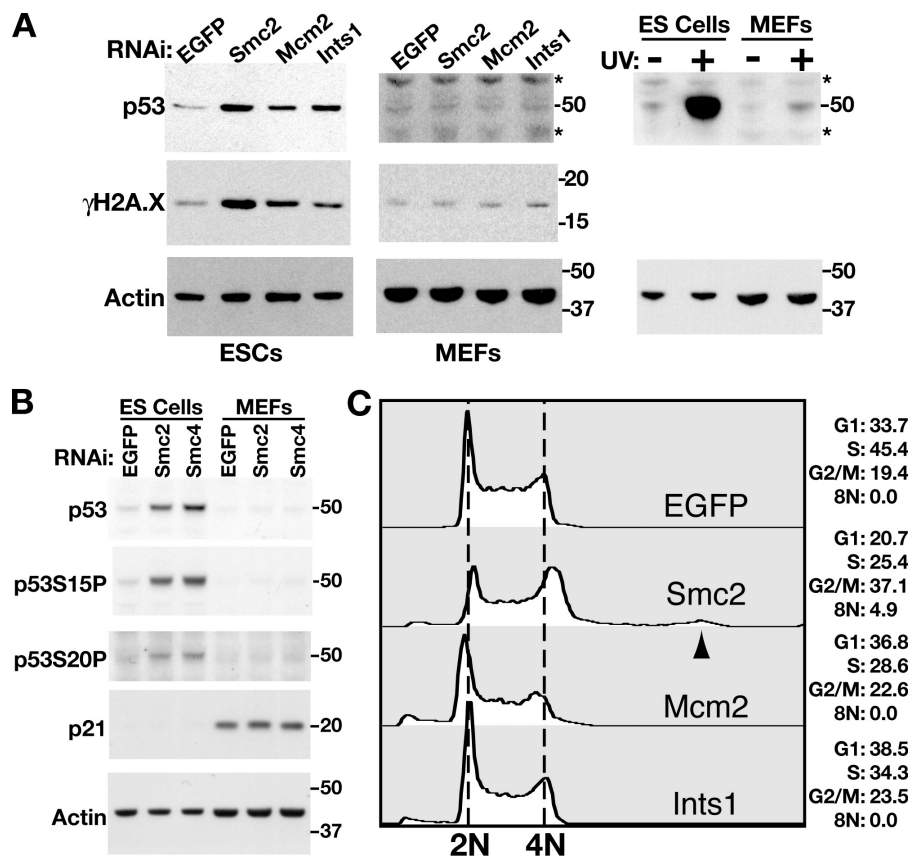 A
RNAi: EGFP Smc2 Mcm2 Ints1
EGFP Smc2 Mcm2 Ints1
ES Cells MEFs
UV: - + - +
p53
*
-50
*
*
-50
*
γH2A.X
-20
-15
Actin
-50
-37
-50
-37
ESCs
MEFs
B
ES Cells MEFs
RNAi: EGFP Smc2 Smc4 EGFP Smc2 Smc4
p53 -50
p53S15P -50
p53S20P -50
p21 -20
Actin
-50
-37
C
EGFP
G1: 33.7
S: 45.4
G2/M: 19.4
8N: 0.0
Smc2
G1: 20.7
S: 25.4
G2/M: 37.1
8N: 4.9
Mcm2
G1: 36.8
S: 28.6
G2/M: 22.6
8N: 0.0
Ints1
G1: 38.5
S: 34.3
G2/M: 23.5
8N: 0.0
2N 4N